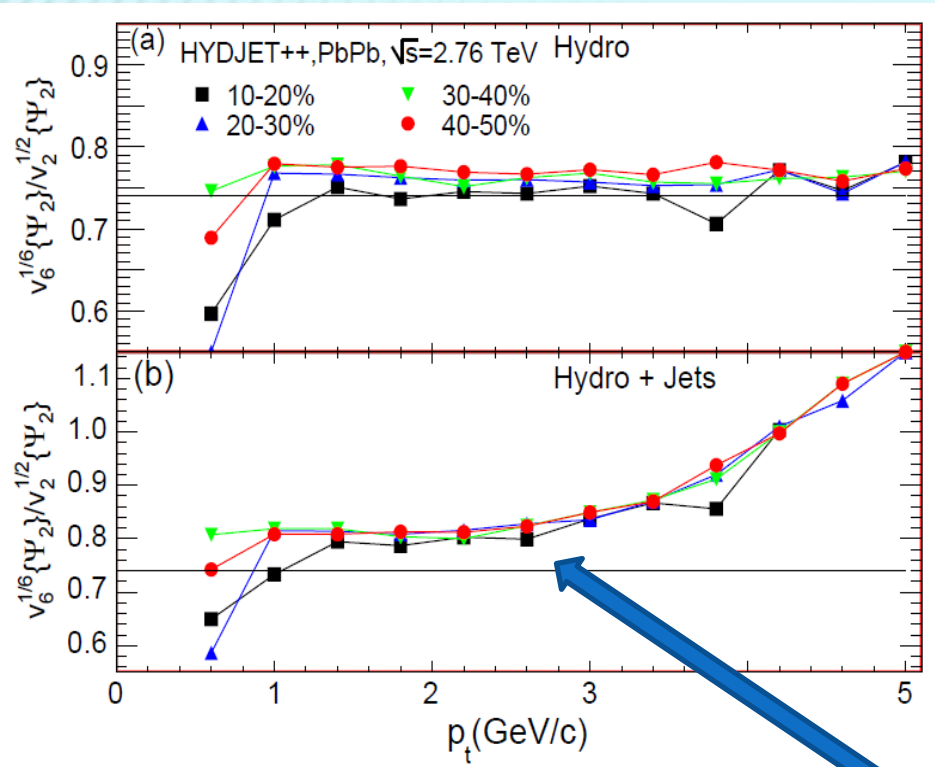 (a)
HYDJET++,PbPb, √s=2.76 TeV Hydro
10-20% 30-40%
20-30% 40-50%
v₆^{1/6}{Ψ₂}/v₂^{1/2}{Ψ₂}
0.9
0.8
0.7
0.6
(b)
Hydro + Jets
v₆^{1/6}{Ψ₂}/v₂^{1/2}{Ψ₂}
1.1
1.0
0.9
0.8
0.7
0.6
0 1 2 3 4 5
p_t(GeV/c)